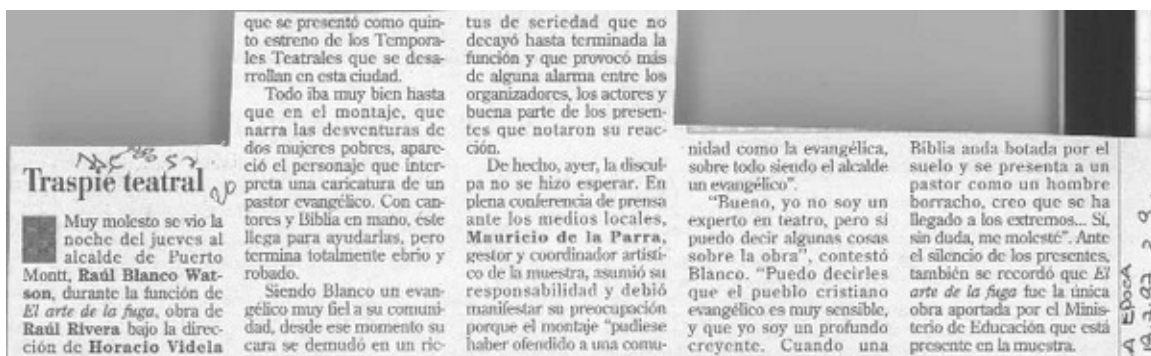 Traspié teatral
Muy molesto se vio la
noche del jueves al
alcalde de Puerto
Montt, Raúl Blanco Wat-
son, durante la función de
El arte de la fuga, obra de
Raúl Rivera bajo la direc-
ción de Horacio Videla
que se presentó como quin-
to estreno de los Tempora-
les Teatrales que se desa-
rrollan en esta ciudad.
Todo iba muy bien hasta
que en el montaje, que
narra las desventuras de
dos mujeres pobres, apare-
ció el personaje que inter-
preta una caricatura de un
pastor evangélico. Con can-
tores y Biblia en mano, éste
llega para ayudarlas, pero
termina totalmente ebrio y
robado.
Siendo Blanco un evan-
gélico muy fiel a su comuni-
dad, desde ese momento su
cara se demudó en un ric-
tus de seriedad que no
decayó hasta terminada la
función y que provocó más
de alguna alarma entre los
organizadores, los actores y
buena parte de los presen-
tes que notaron su reac-
ción.
De hecho, ayer, la discul-
pa no se hizo esperar. En
plena conferencia de prensa
ante los medios locales,
Mauricio de la Parra,
gestor y coordinador artísti-
co de la muestra, asumió su
responsabilidad y debió
manifestar su preocupación
porque el montaje "pudiese
haber ofendido a una comu-
nidad como la evangélica,
sobre todo siendo el alcalde
un evangélico".
"Bueno, yo no soy un
experto en teatro, pero sí
puedo decir algunas cosas
sobre la obra", contestó
Blanco. "Puedo decirles
que el pueblo cristiano
evangélico es muy sensible,
y que yo soy un profundo
creyente. Cuando una
Biblia anda botada por el
suelo y se presenta a un
pastor como un hombre
borracho, creo que se ha
llegado a los extremos... Sí,
sin duda, me molesté". Ante
el silencio de los presentes,
también se recordó que El
arte de la fuga fue la única
obra aportada por el Minis-
terio de Educación que está
presente en la muestra.